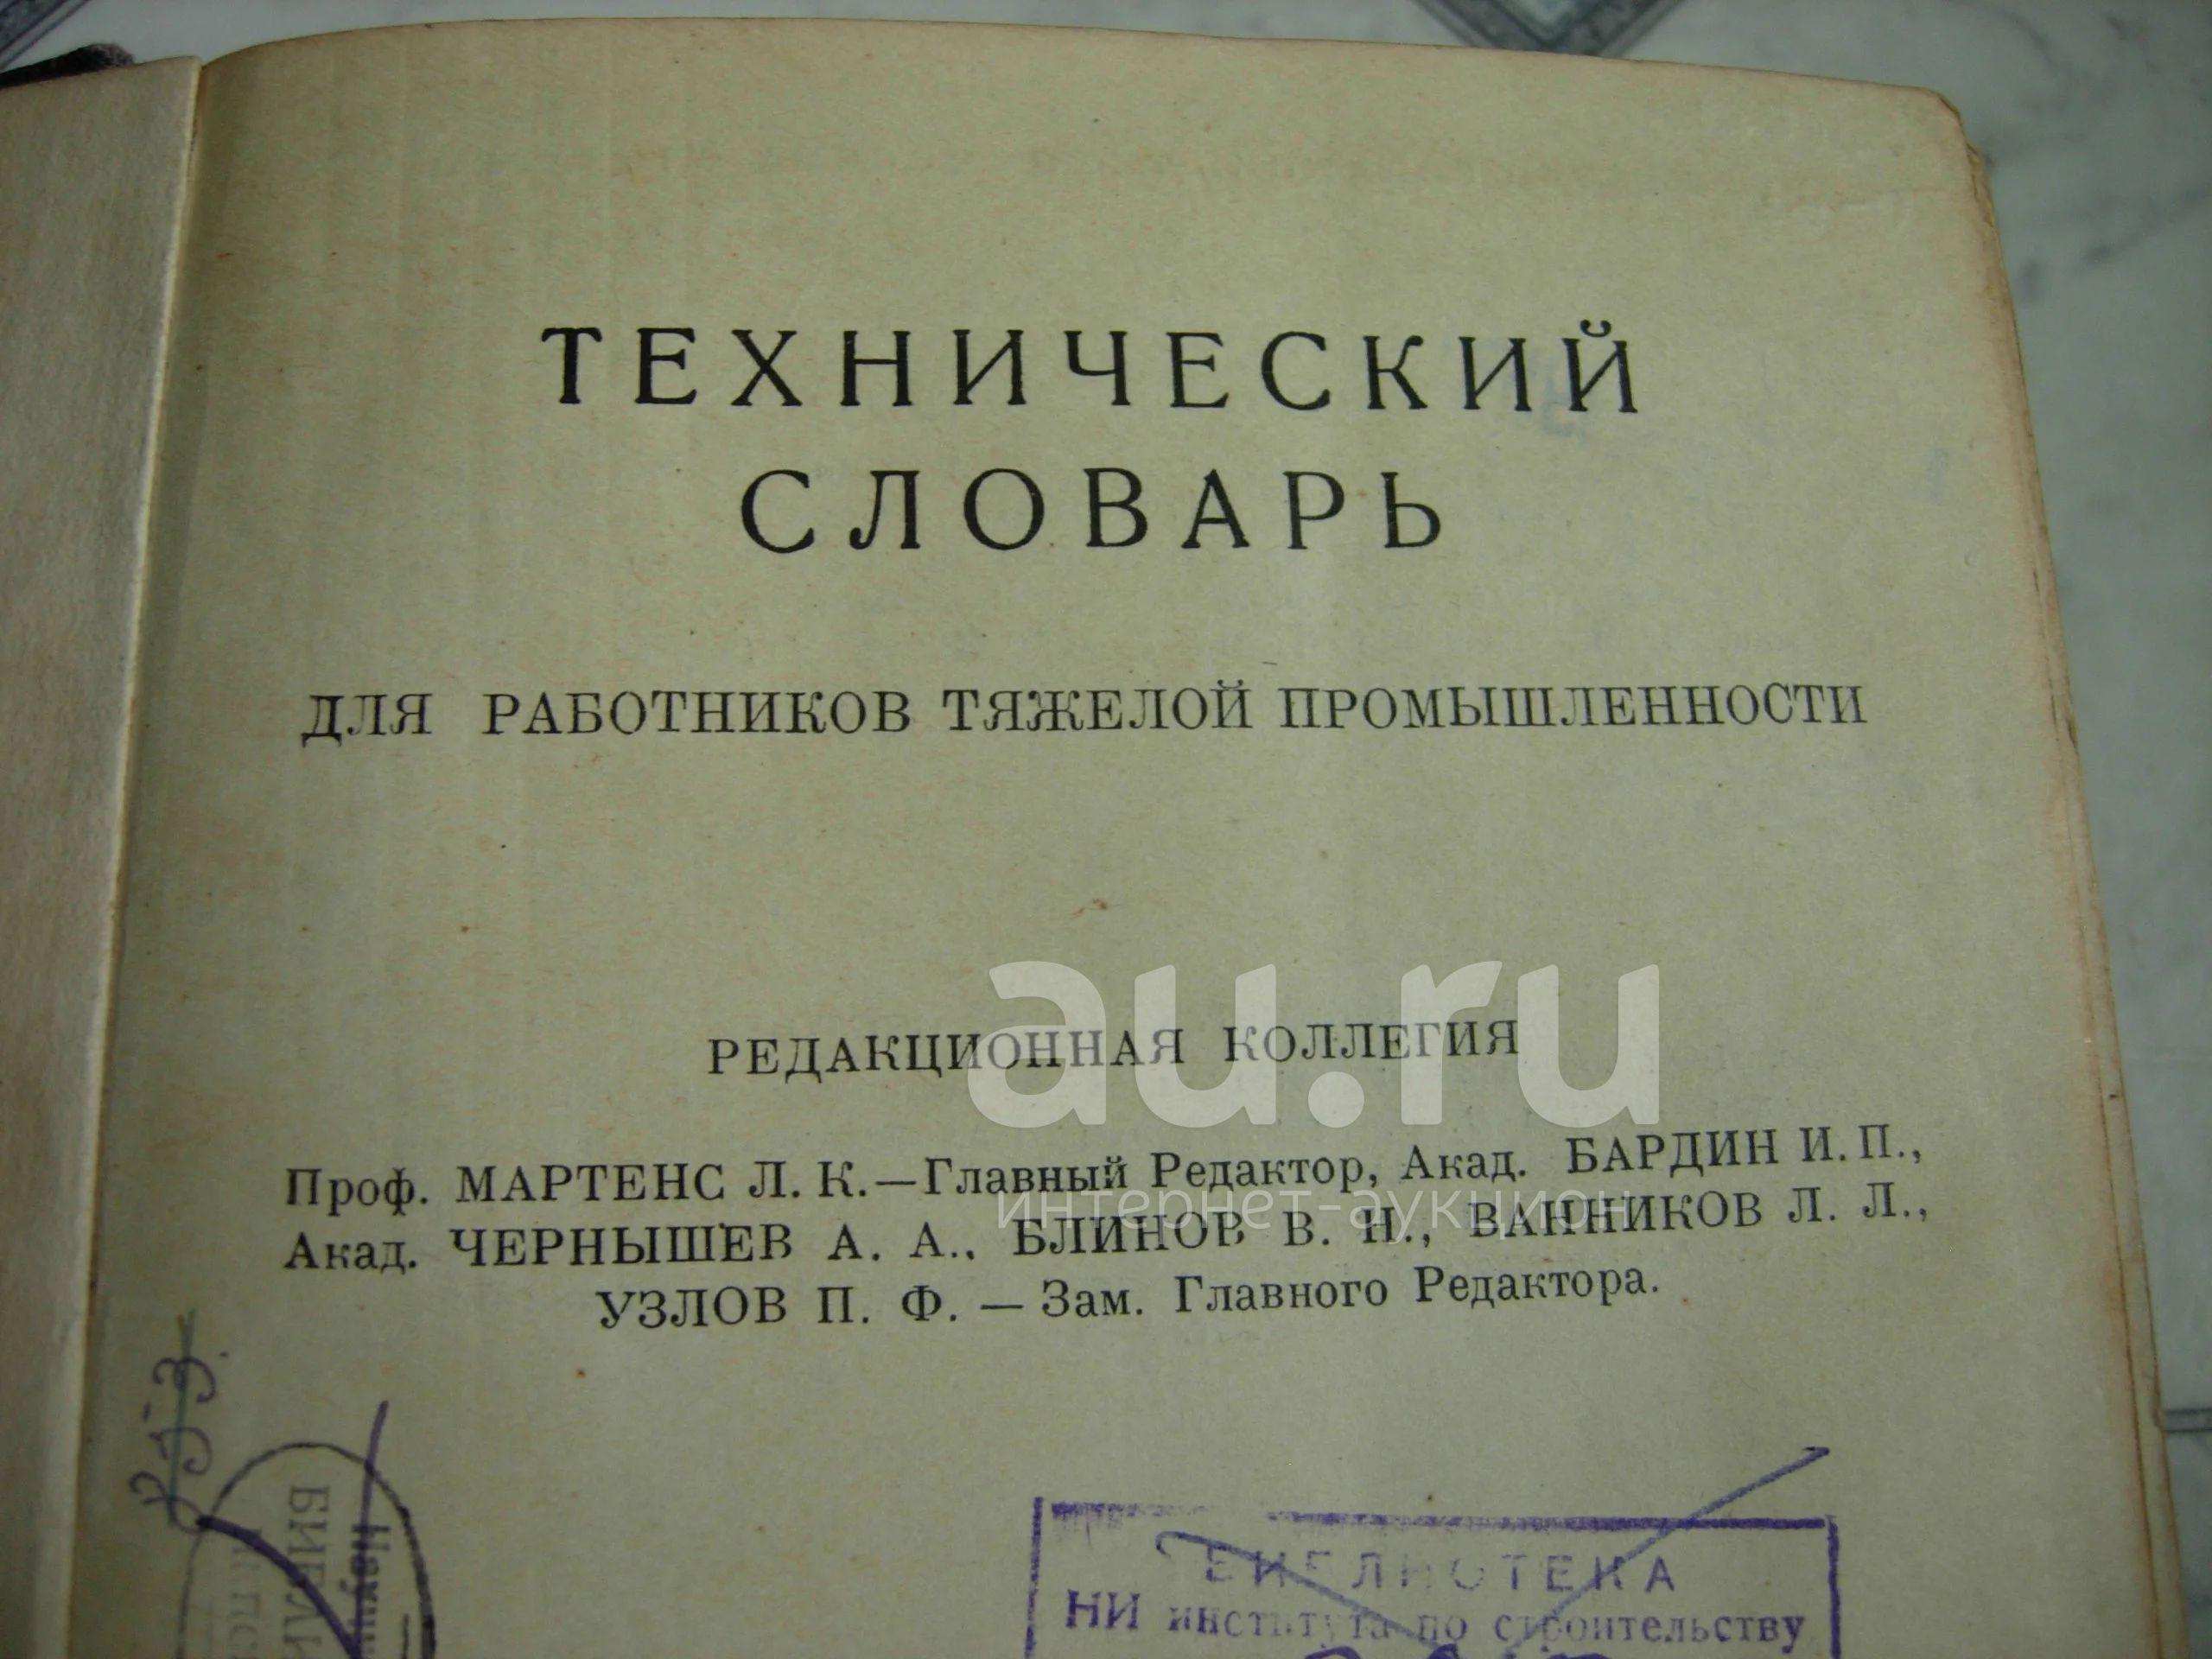 ТЕХНИЧЕСКИЙ
СЛОВАРЬ
ДЛЯ РАБОТНИКОВ ТЯЖЕЛОЙ ПРОМЫШЛЕННОСТИ
au.ru
РЕДАКЦИОННАЯ КОЛЛЕГИЯ
Проф. МАРТЕНС Л. К.—Главный Редактор, Акад. БАРДИН И. П.,
интернет-аукцион
Акад. ЧЕРНЫШЕВ А. А., БЛИНОВ В. Н., ВАННИКОВ Л. Л.,
УЗЛОВ П. Ф. — Зам. Главного Редактора.
БИБЛИОТЕКА
НИ института по строительству